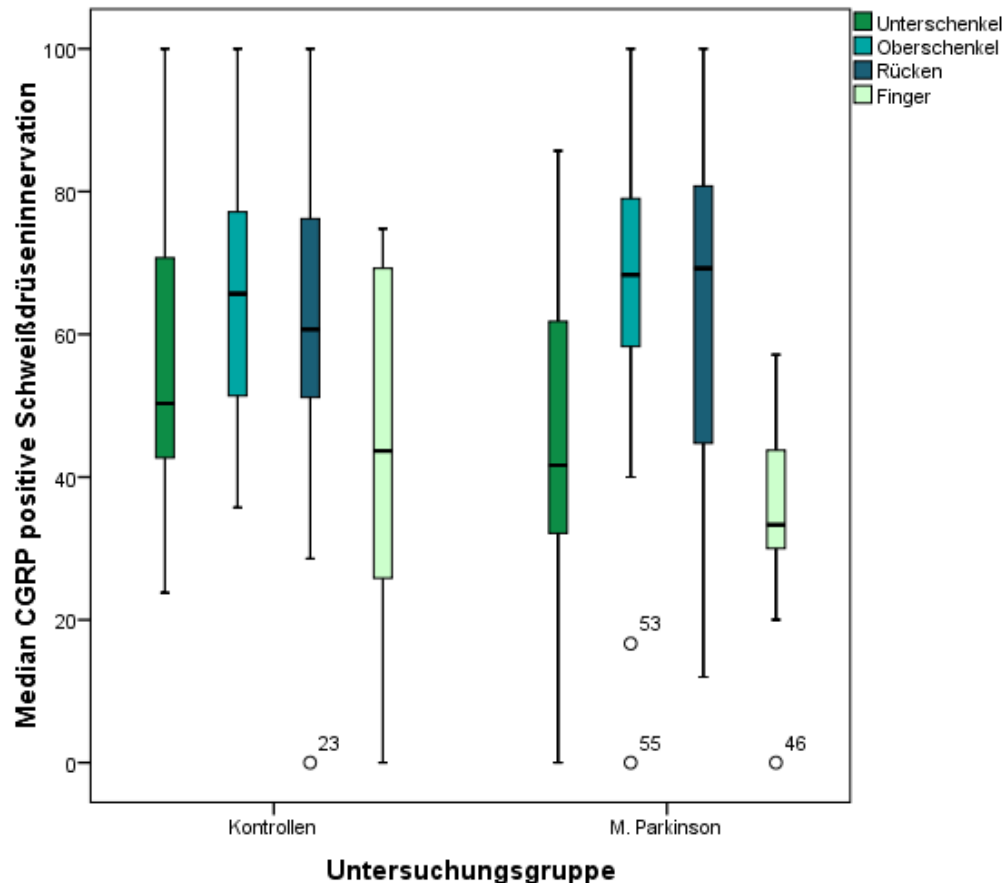 Unterschenkel
Oberschenkel
Rücken
Finger
Median CGRP positive Schweißdrüseninnervation
100
80
60
40
20
0
23
53
55
46
Kontrollen
M. Parkinson
Untersuchungsgruppe